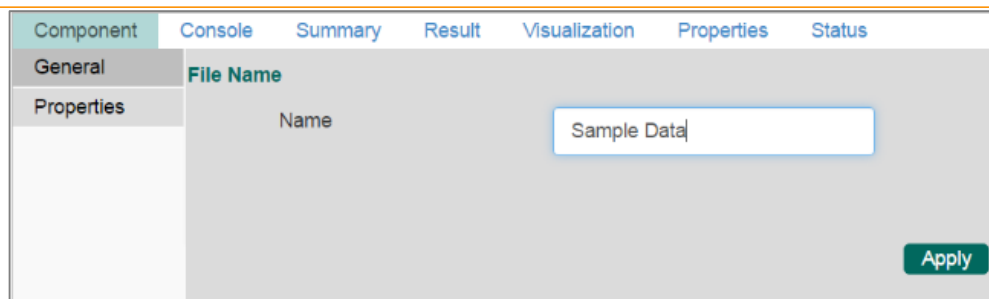 Component Console Summary Result Visualization Properties Status
General
File Name
Properties
Name
Sample Data
Apply